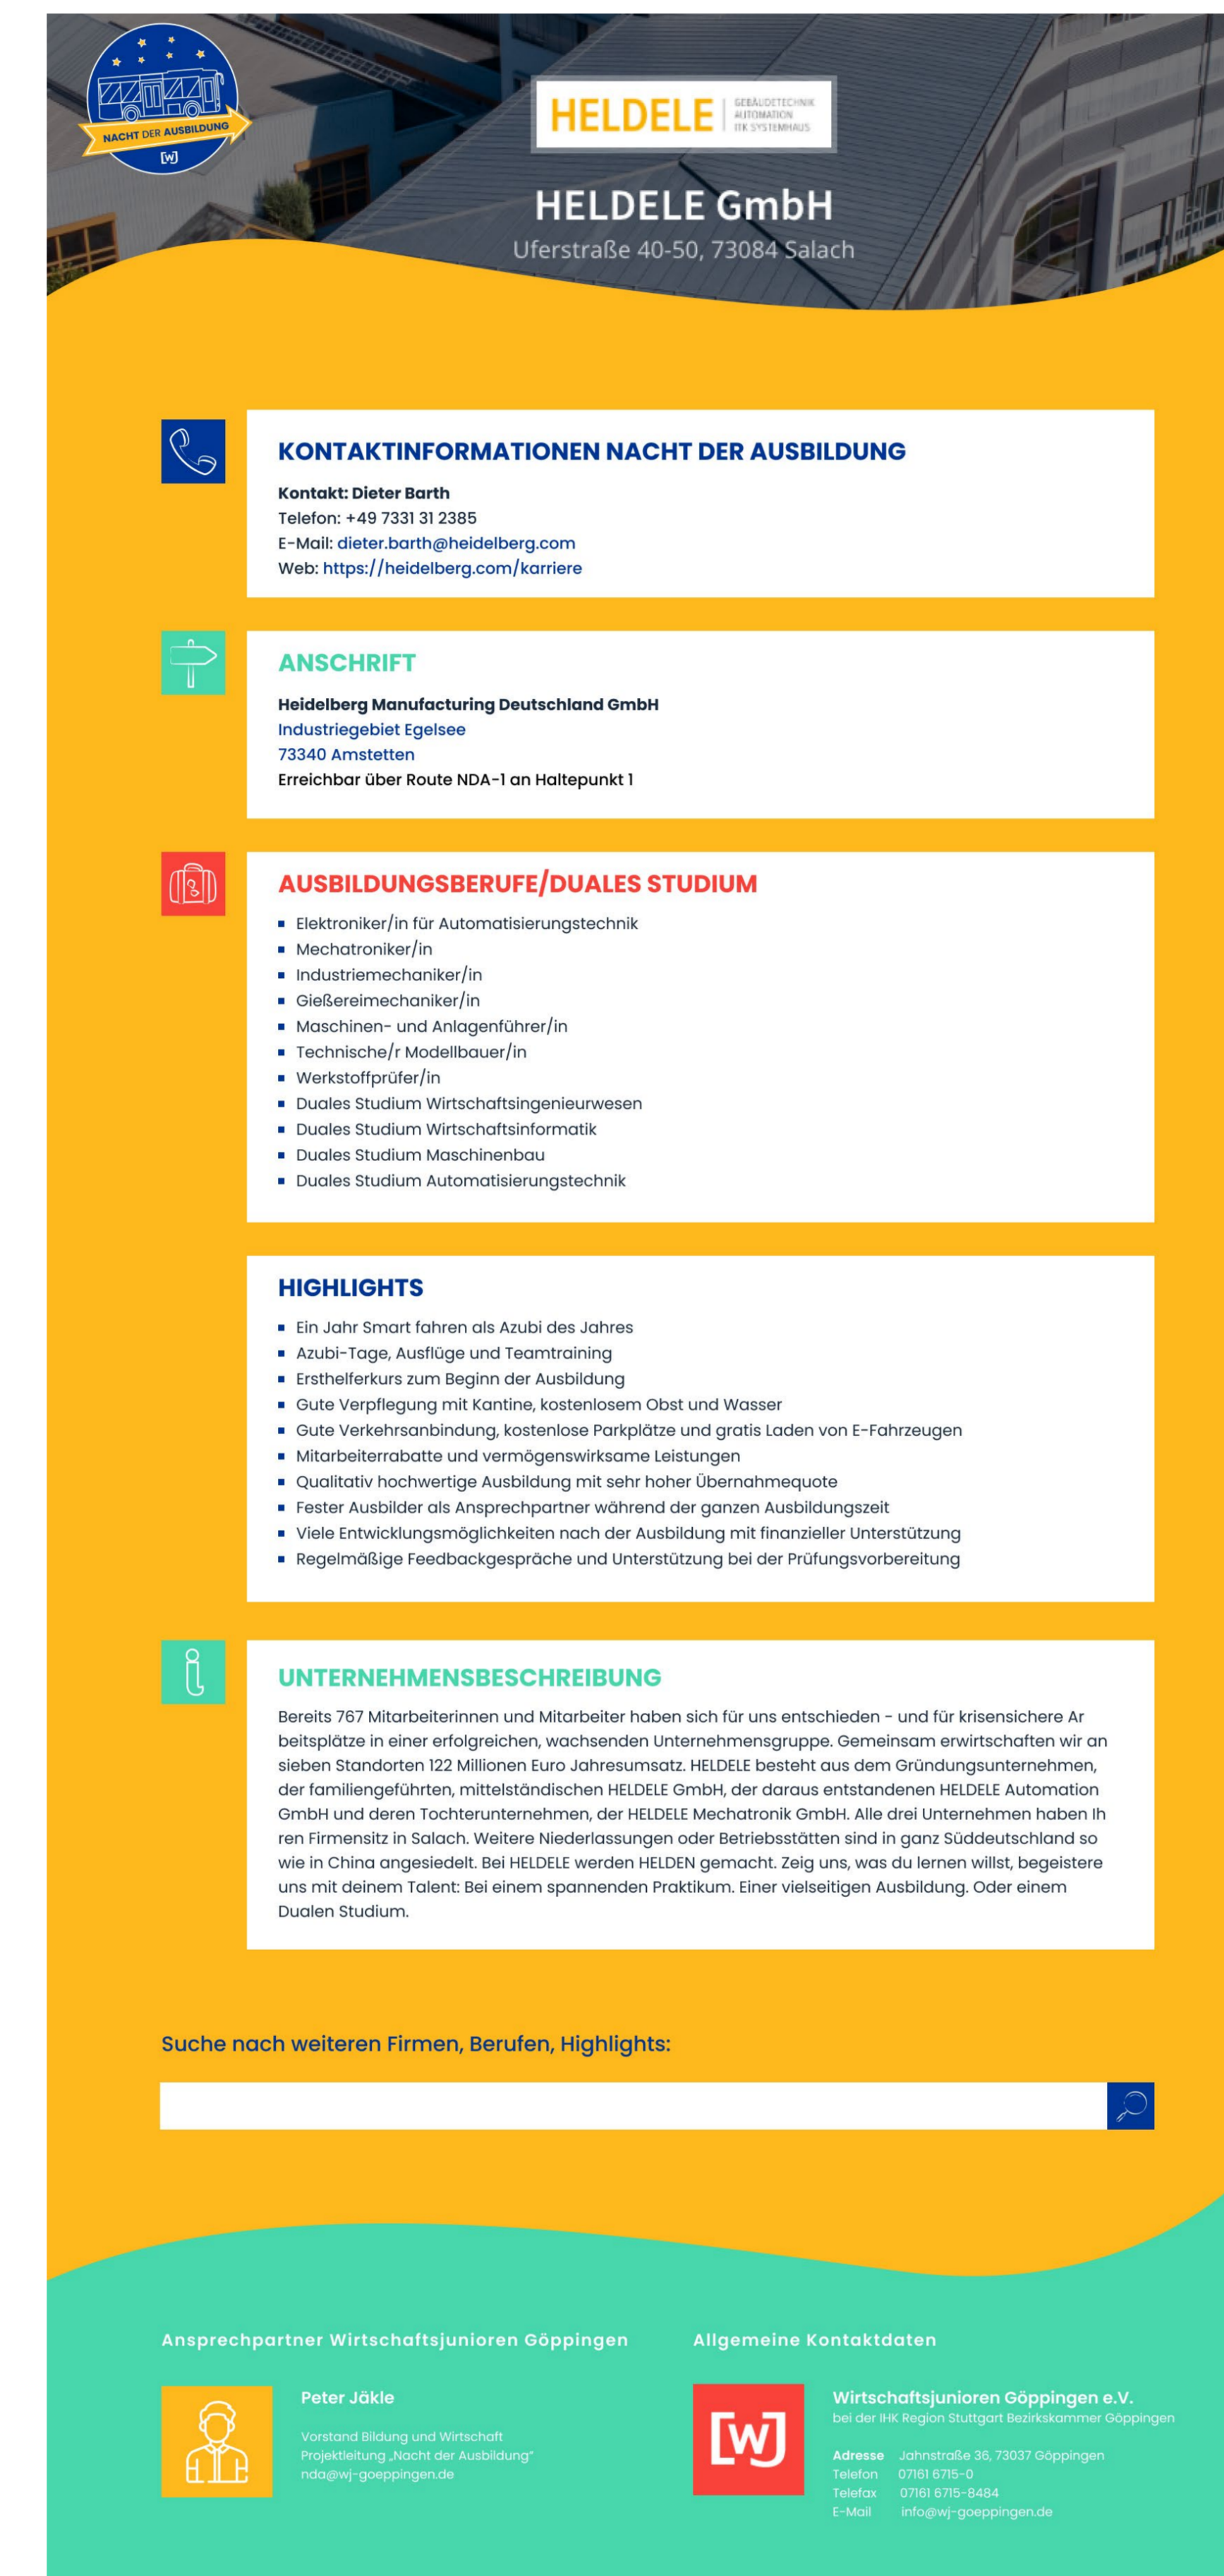 NACHT DER AUSBILDUNG
[w]
HELDELE
GEBÄUDETECHNIK
AUTOMATION
ITK SYSTEMHAUS
HELDELE GmbH
Uferstraße 40-50, 73084 Salach
KONTAKTINFORMATIONEN NACHT DER AUSBILDUNG
Kontakt: Dieter Barth
Telefon: +49 7331 31 2385
E-Mail: dieter.barth@heidelberg.com
Web: https://heidelberg.com/karriere
ANSCHRIFT
Heidelberg Manufacturing Deutschland GmbH
Industriegebiet Egelsee
73340 Amstetten
Erreichbar über Route NDA-1 an Haltepunkt 1
AUSBILDUNGSBERUFE/DUALES STUDIUM
Elektroniker/in für Automatisierungstechnik
Mechatroniker/in
Industriemechaniker/in
Gießereimechaniker/in
Maschinen- und Anlagenführer/in
Technische/r Modellbauer/in
Werkstoffprüfer/in
Duales Studium Wirtschaftsingenieurwesen
Duales Studium Wirtschaftsinformatik
Duales Studium Maschinenbau
Duales Studium Automatisierungstechnik
HIGHLIGHTS
Ein Jahr Smart fahren als Azubi des Jahres
Azubi-Tage, Ausflüge und Teamtraining
Ersthelferkurs zum Beginn der Ausbildung
Gute Verpflegung mit Kantine, kostenlosem Obst und Wasser
Gute Verkehrsanbindung, kostenlose Parkplätze und gratis Laden von E-Fahrzeugen
Mitarbeiterrabatte und vermögenswirksame Leistungen
Qualitativ hochwertige Ausbildung mit sehr hoher Übernahmequote
Fester Ausbilder als Ansprechpartner während der ganzen Ausbildungszeit
Viele Entwicklungsmöglichkeiten nach der Ausbildung mit finanzieller Unterstützung
Regelmäßige Feedbackgespräche und Unterstützung bei der Prüfungsvorbereitung
UNTERNEHMENSBESCHREIBUNG
Bereits 767 Mitarbeiterinnen und Mitarbeiter haben sich für uns entschieden - und für krisensichere Ar
beitsplätze in einer erfolgreichen, wachsenden Unternehmensgruppe. Gemeinsam erwirtschaften wir an
sieben Standorten 122 Millionen Euro Jahresumsatz. HELDELE besteht aus dem Gründungsunternehmen,
der familiengeführten, mittelständischen HELDELE GmbH, der daraus entstandenen HELDELE Automation
GmbH und deren Tochterunternehmen, der HELDELE Mechatronik GmbH. Alle drei Unternehmen haben Ih
ren Firmensitz in Salach. Weitere Niederlassungen oder Betriebsstätten sind in ganz Süddeutschland so
wie in China angesiedelt. Bei HELDELE werden HELDEN gemacht. Zeig uns, was du lernen willst, begeistere
uns mit deinem Talent: Bei einem spannenden Praktikum. Einer vielseitigen Ausbildung. Oder einem
Dualen Studium.
Suche nach weiteren Firmen, Berufen, Highlights:
Ansprechpartner Wirtschaftsjunioren Göppingen
Peter Jäkle
Vorstand Bildung und Wirtschaft
Projektleitung „Nacht der Ausbildung"
nda@wj-goeppingen.de
Allgemeine Kontaktdaten
[w]
Wirtschaftsjunioren Göppingen e.V.
bei der IHK Region Stuttgart Bezirkskammer Göppingen
Adresse Jahnstraße 36, 73037 Göppingen
Telefon 07161 6715-0
Telefax 07161 6715-8484
E-Mail info@wj-goeppingen.de